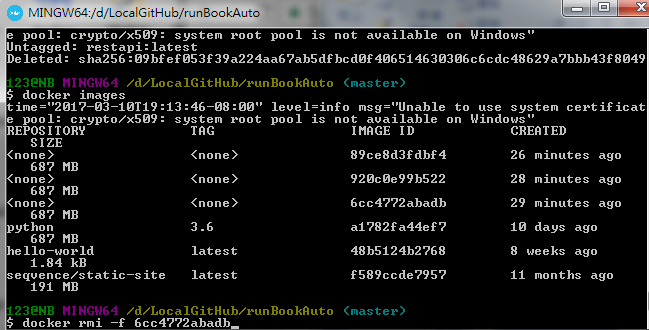 MINGW64:/d/LocalGitHub/runBookAuto
e pool: crypto/x509: system root pool is not available on Windows"
Untagged: restapi:latest
Deleted: sha256:09bfef053f39a224aa67ab5dfbcd0f406514630306c6cdc48629a7bbb43f8049
123@NB MINGW64 /d/LocalGitHub/runBookAuto (master)
$ docker images
time="2017-03-10T19:13:46-08:00" level=info msg="Unable to use system certificat
e pool: crypto/x509: system root pool is not available on Windows"
REPOSITORY TAG IMAGE ID CREATED
SIZE
<none> <none> 89ce8d3fdbf4 26 minutes ago
687 MB
<none> <none> 920c0e99b522 28 minutes ago
687 MB
<none> <none> 6cc4772abadb 29 minutes ago
687 MB
python 3.6 a1782fa44ef7 10 days ago
687 MB
hello-world latest 48b5124b2768 8 weeks ago
1.84 kB
seqvence/static-site latest f589ccde7957 11 months ago
191 MB
123@NB MINGW64 /d/LocalGitHub/runBookAuto (master)
$ docker rmi -f 6cc4772abadb